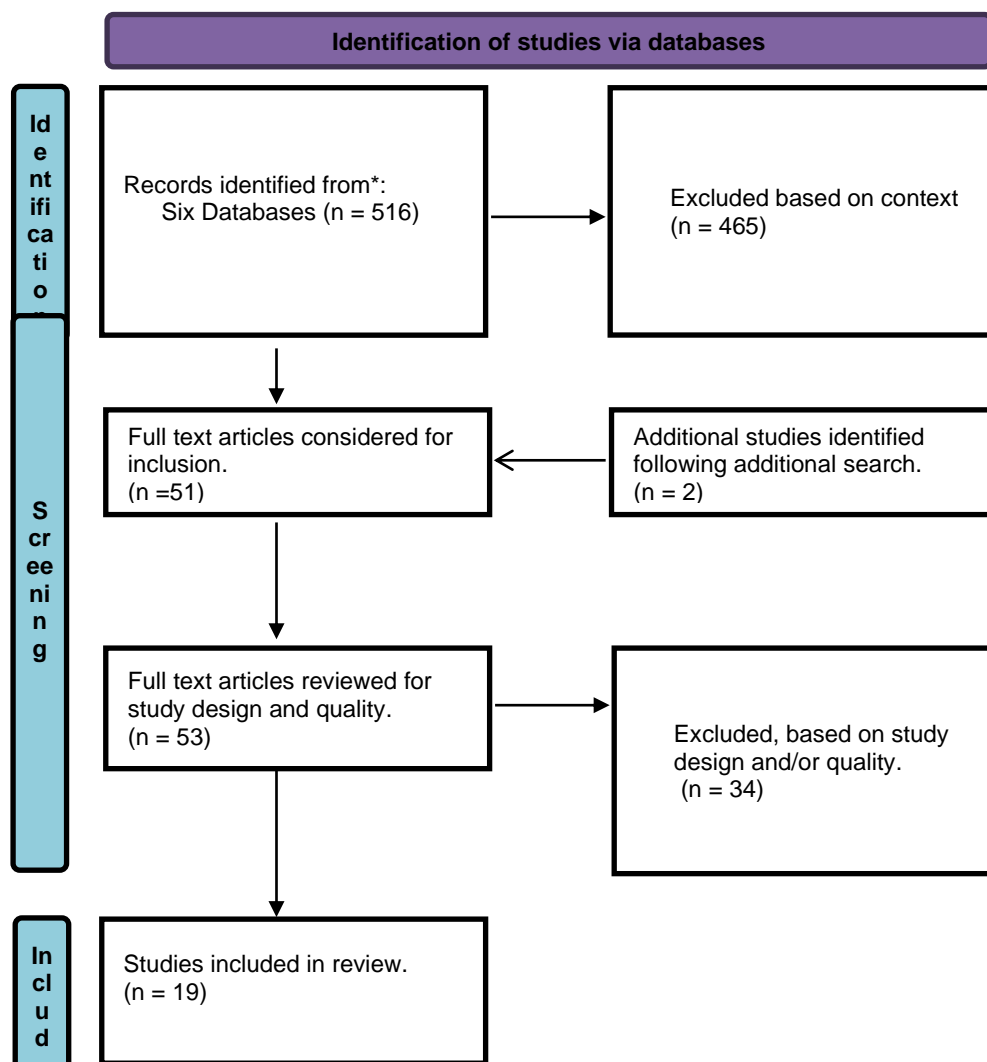 Identification of studies via databases
Id
e
nt
ifi
ca
ti
o
n
Records identified from*:
Six Databases (n = 516)
Excluded based on context
(n = 465)
S
cr
ee
ni
n
g
Full text articles considered for
inclusion.
(n =51)
Additional studies identified
following additional search.
(n = 2)
Full text articles reviewed for
study design and quality.
(n = 53)
Excluded, based on study
design and/or quality.
(n = 34)
In
cl
u
d
Studies included in review.
(n = 19)